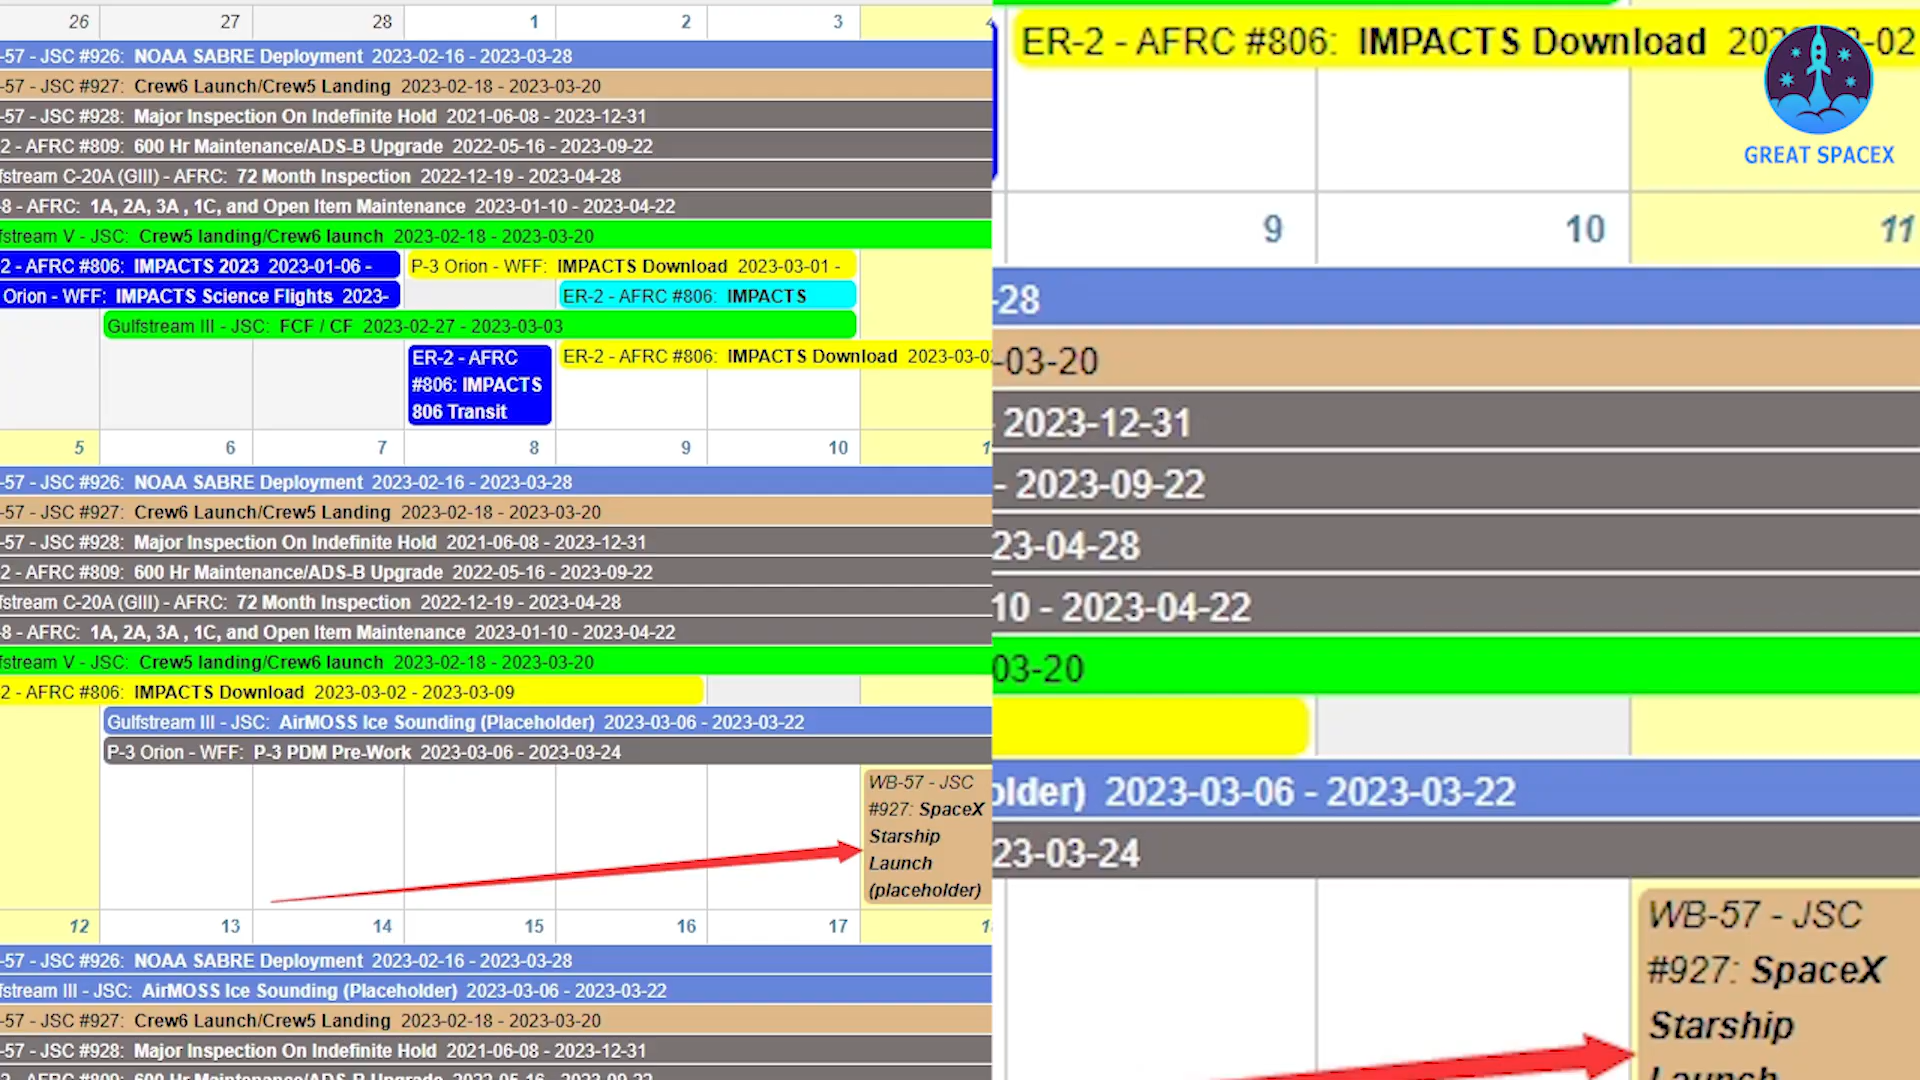 26 27 28 1 2 3
-57 - JSC #926: NOAA SABRE Deployment 2023-02-16 - 2023-03-28
-57 - JSC #927: Crew6 Launch/Crew5 Landing 2023-02-18 - 2023-03-20
-57 - JSC #928: Major Inspection On Indefinite Hold 2021-06-08 - 2023-12-31
2 - AFRC #809: 600 Hr Maintenance/ADS-B Upgrade 2022-05-16 - 2023-09-22
fstream C-20A (GIII) - AFRC: 72 Month Inspection 2022-12-19 - 2023-04-28
-8 - AFRC: 1A, 2A, 3A , 1C, and Open Item Maintenance 2023-01-10 - 2023-04-22
fstream V - JSC: Crew5 landing/Crew6 launch 2023-02-18 - 2023-03-20
2 - AFRC #806: IMPACTS 2023 2023-01-06 -
P-3 Orion - WFF: IMPACTS Download 2023-03-01 -
Orion - WFF: IMPACTS Science Flights 2023-
ER-2 - AFRC #806: IMPACTS
Gulfstream III - JSC: FCF / CF 2023-02-27 - 2023-03-03
ER-2 - AFRC
#806: IMPACTS
806 Transit
ER-2 - AFRC #806: IMPACTS Download 2023-03-0
5 6 7 8 9 10
-57 - JSC #926: NOAA SABRE Deployment 2023-02-16 - 2023-03-28
-57 - JSC #927: Crew6 Launch/Crew5 Landing 2023-02-18 - 2023-03-20
-57 - JSC #928: Major Inspection On Indefinite Hold 2021-06-08 - 2023-12-31
2 - AFRC #809: 600 Hr Maintenance/ADS-B Upgrade 2022-05-16 - 2023-09-22
fstream C-20A (GIII) - AFRC: 72 Month Inspection 2022-12-19 - 2023-04-28
-8 - AFRC: 1A, 2A, 3A , 1C, and Open Item Maintenance 2023-01-10 - 2023-04-22
fstream V - JSC: Crew5 landing/Crew6 launch 2023-02-18 - 2023-03-20
2 - AFRC #806: IMPACTS Download 2023-03-02 - 2023-03-09
Gulfstream III - JSC: AirMOSS Ice Sounding (Placeholder) 2023-03-06 - 2023-03-22
P-3 Orion - WFF: P-3 PDM Pre-Work 2023-03-06 - 2023-03-24
WB-57 - JSC
#927: SpaceX
Starship
Launch
(placeholder)
12 13 14 15 16 17
-57 - JSC #926: NOAA SABRE Deployment 2023-02-16 - 2023-03-28
fstream III - JSC: AirMOSS Ice Sounding (Placeholder) 2023-03-06 - 2023-03-22
-57 - JSC #927: Crew6 Launch/Crew5 Landing 2023-02-18 - 2023-03-20
-57 - JSC #928: Major Inspection On Indefinite Hold 2021-06-08 - 2023-12-31
2 - AFRC #809: 600 Hr Maintenance/ADS-B Upgrade 2022-05-16 - 2023-09-22
ER-2 - AFRC #806: IMPACTS Download 202 -02
GREAT SPACEX
9 10 11
-28
-03-20
- 2023-12-31
- 2023-09-22
23-04-28
10 - 2023-04-22
03-20
older) 2023-03-06 - 2023-03-22
23-03-24
WB-57 - JSC
#927: SpaceX
Starship
Launch